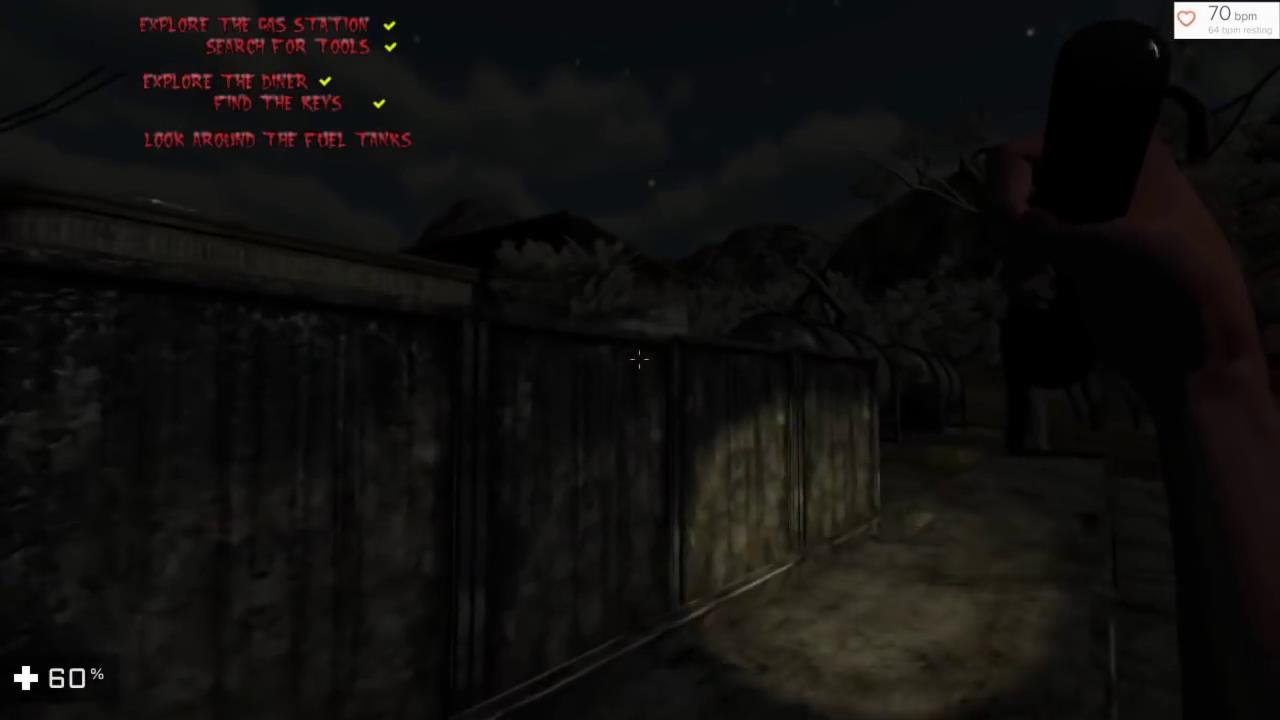 EXPLORE THE GAS STATION
SEARCH FOR TOOLS
EXPLORE THE DINER
FIND THE KEYS
LOOK AROUND THE FUEL TANKS
70 bpm
64 bpm resting
60%